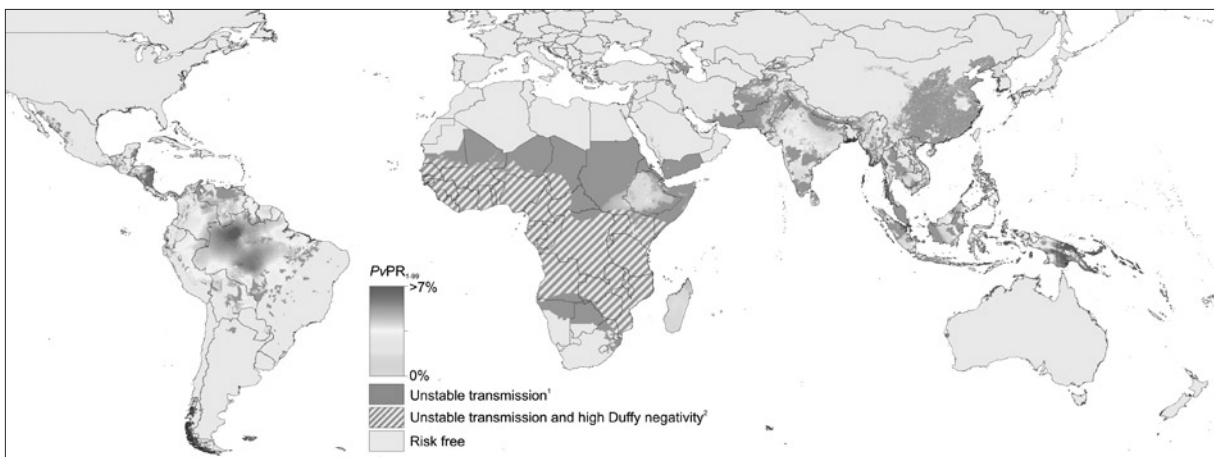 PvPR1-99
>7%
0%
Unstable transmission1
Unstable transmission and high Duffy negativity2
Risk free